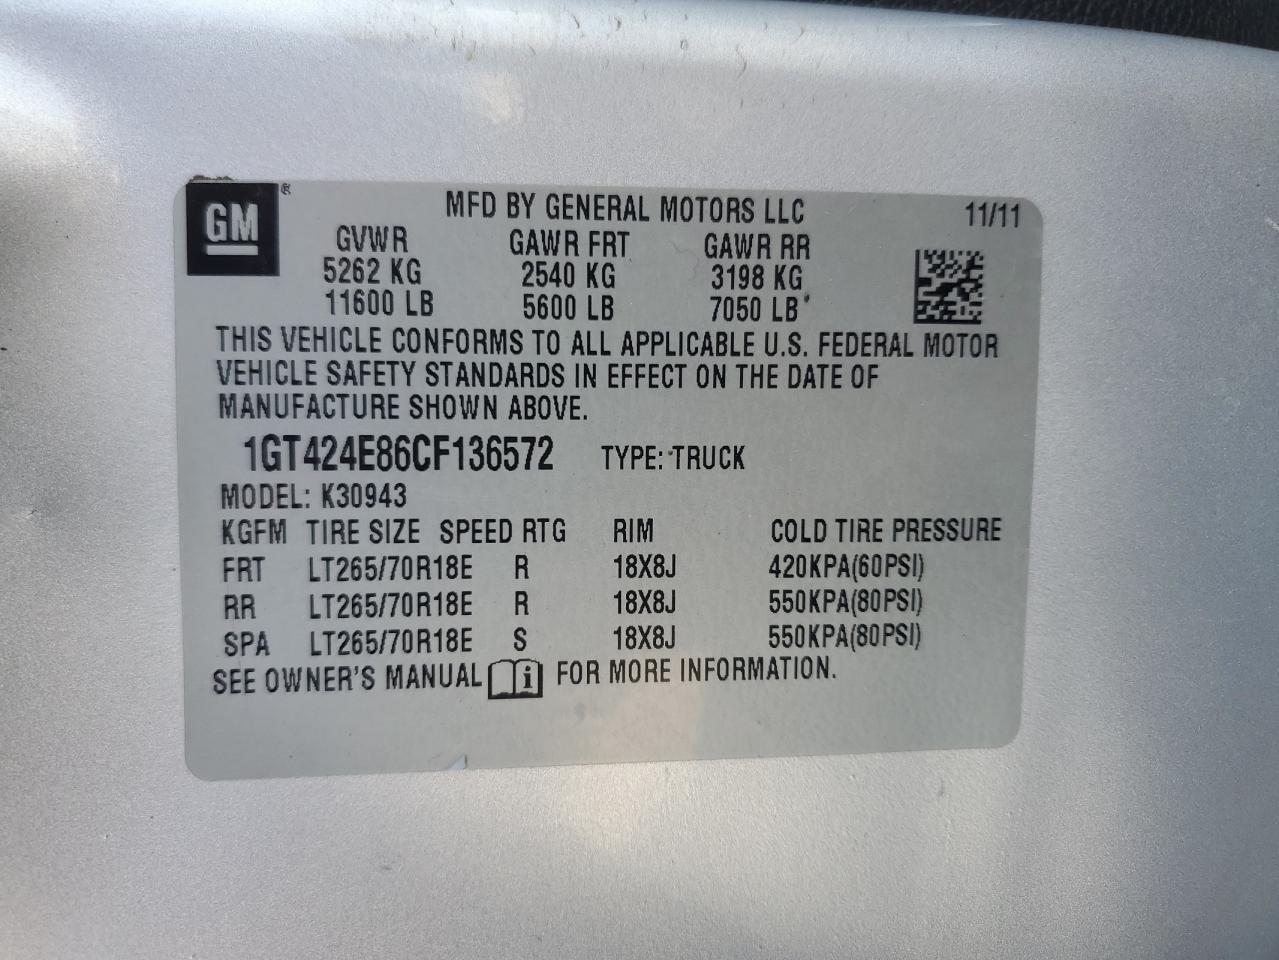 GM ®
MFD BY GENERAL MOTORS LLC 11/11
GVWR GAWR FRT GAWR RR
5262 KG 2540 KG 3198 KG
11600 LB 5600 LB 7050 LB
THIS VEHICLE CONFORMS TO ALL APPLICABLE U.S. FEDERAL MOTOR
VEHICLE SAFETY STANDARDS IN EFFECT ON THE DATE OF
MANUFACTURE SHOWN ABOVE.
1GT424E86CF136572 TYPE: TRUCK
MODEL: K30943
KGFM TIRE SIZE SPEED RTG RIM COLD TIRE PRESSURE
FRT LT265/70R18E R 18X8J 420KPA(60PSI)
RR LT265/70R18E R 18X8J 550KPA(80PSI)
SPA LT265/70R18E S 18X8J 550KPA(80PSI)
SEE OWNER'S MANUAL i FOR MORE INFORMATION.